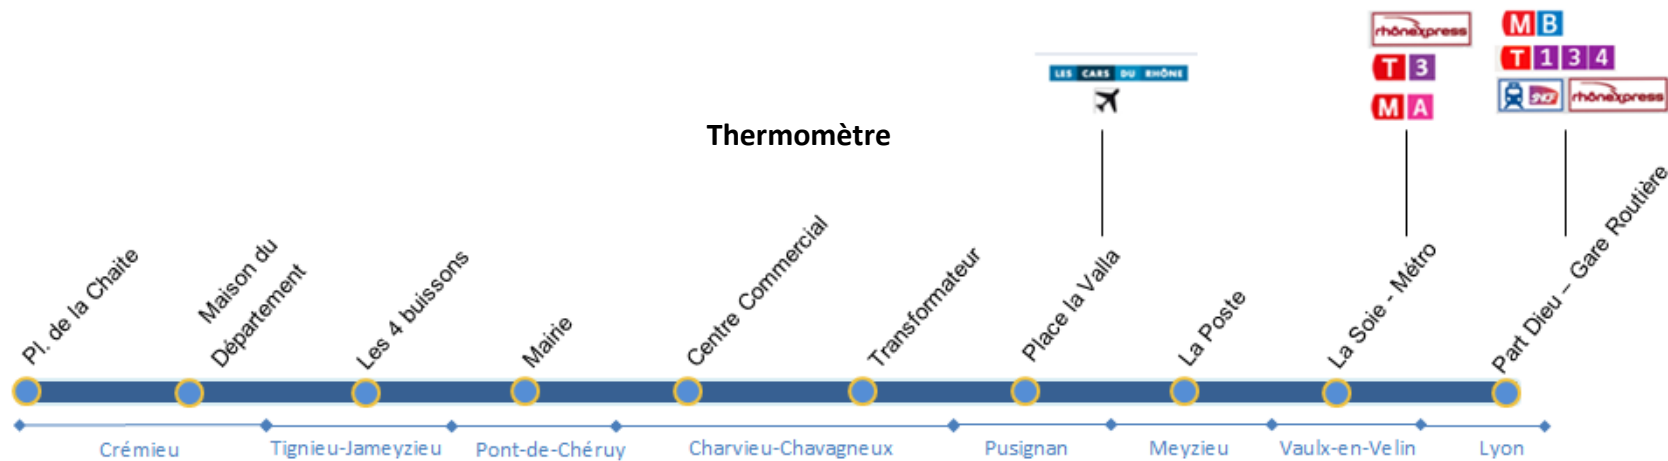 rhônexpress
T 3
M A
M B
T 1 3 4
SNCF rhônexpress
LES CARS DU RHÔNE
Thermomètre
Pl. de la Chaite
Maison du
Département
Les 4 buissons
Mairie
Centre Commercial
Transformateur
Place la Valla
La Poste
La Soie - Métro
Part Dieu – Gare Routière
Crémieu
Tignieu-Jameyzieu
Pont-de-Chéruy
Charvieu-Chavagneux
Pusignan
Meyzieu
Vaulx-en-Velin
Lyon